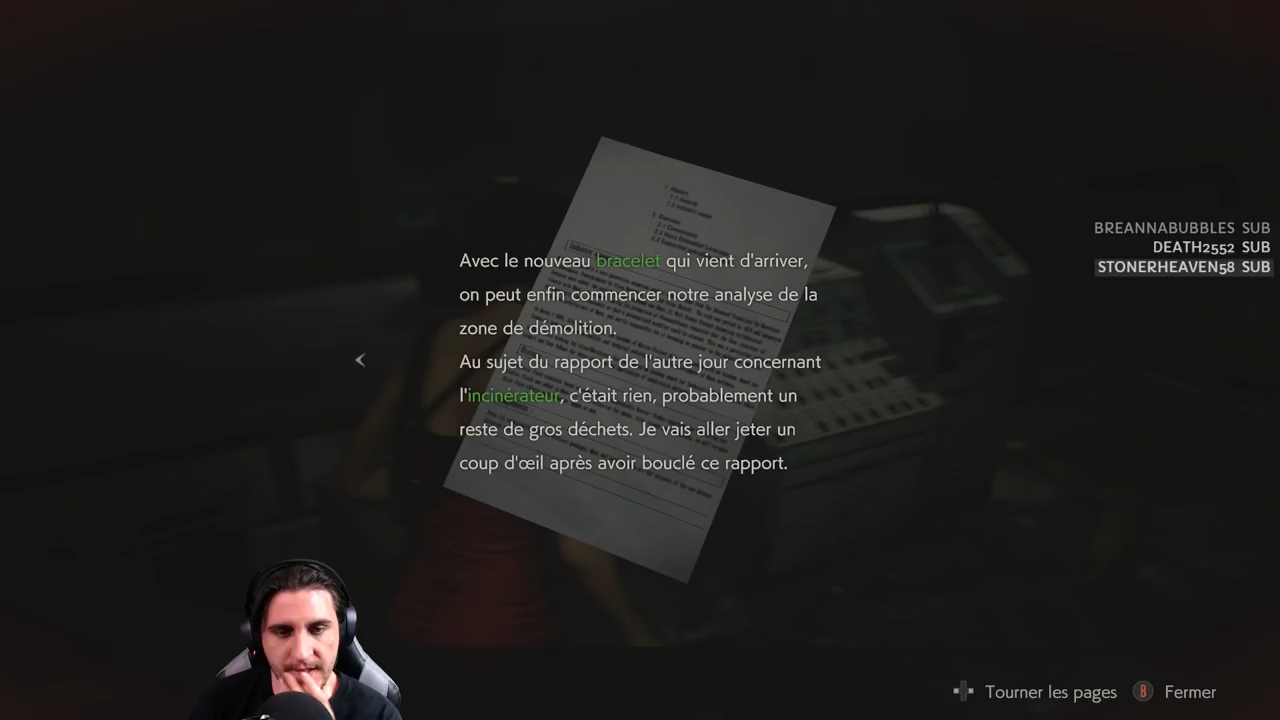 BREANNABUBBLES SUB
DEATH2552 SUB
STONERHEAVEN58 SUB
Avec le nouveau bracelet qui vient d'arriver,
on peut enfin commencer notre analyse de la
zone de démolition.
Au sujet du rapport de l'autre jour concernant
l'incinérateur, c'était rien, probablement un
reste de gros déchets. Je vais aller jeter un
coup d'œil après avoir bouclé ce rapport.
Tourner les pages
B Fermer